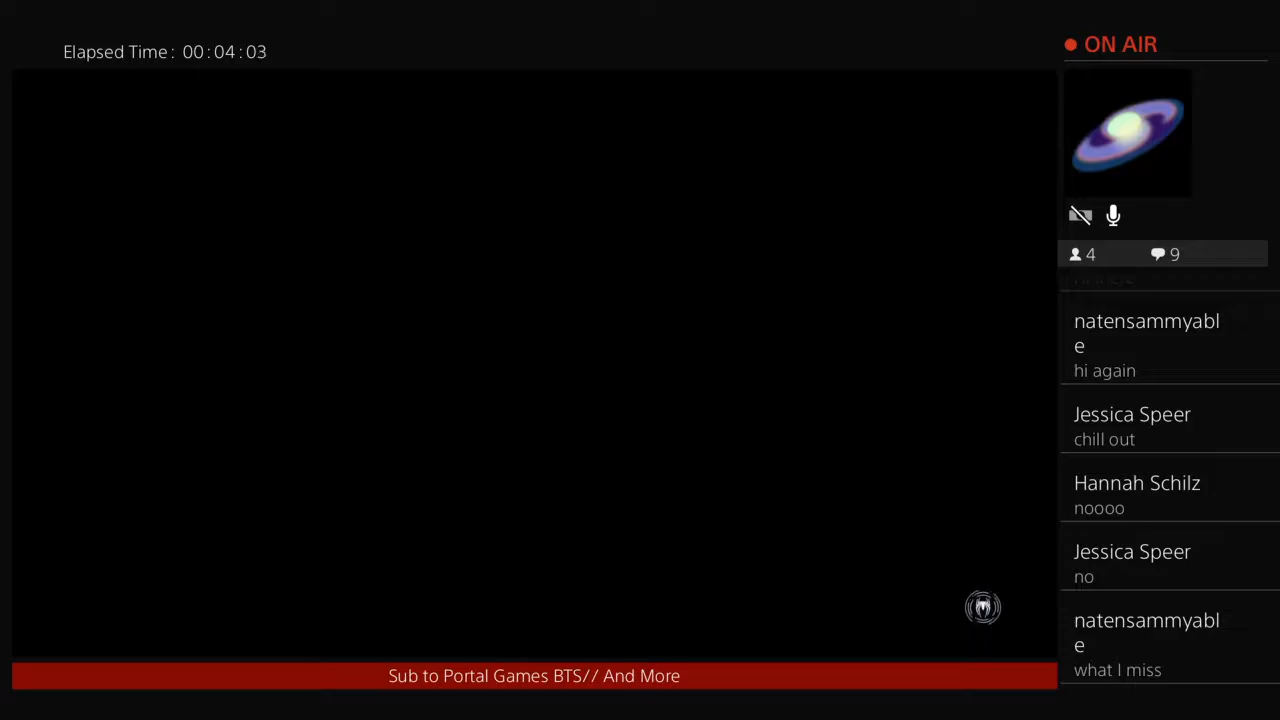 Elapsed Time: 00:04:03
ON AIR
4 9
natensammyabl
e
hi again
Jessica Speer
chill out
Hannah Schilz
noooo
Jessica Speer
no
natensammyabl
e
what I miss
Sub to Portal Games BTS// And More